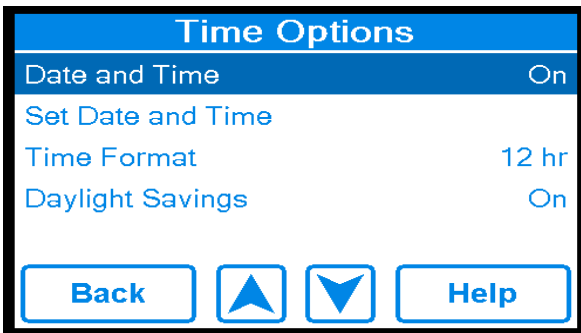 Time Options
Date and Time On
Set Date and Time
Time Format 12 hr
Daylight Savings On
Back Help